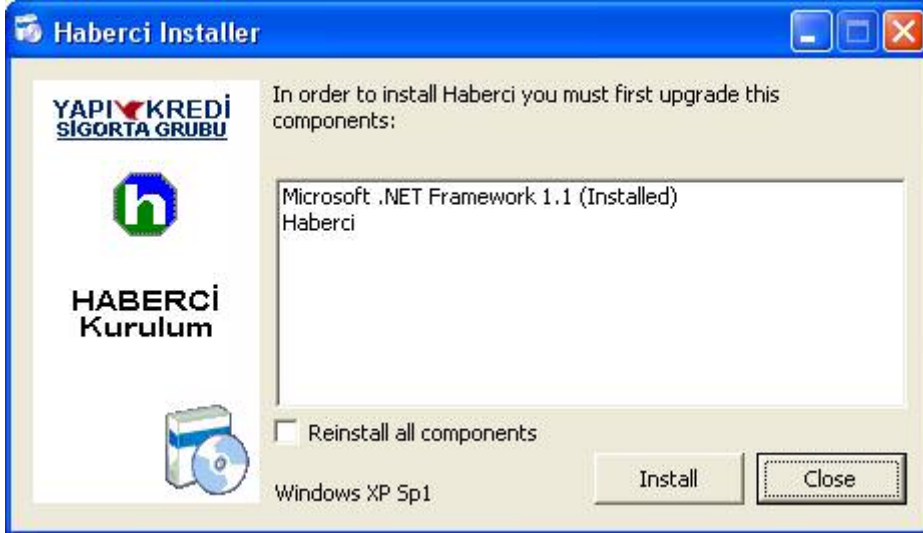 Haberci Installer
YAPI KREDİ
SİGORTA GRUBU
h
HABERCİ
Kurulum
In order to install Haberci you must first upgrade this
components:
Microsoft .NET Framework 1.1 (Installed)
Haberci
Reinstall all components
Windows XP Sp1
Install
Close